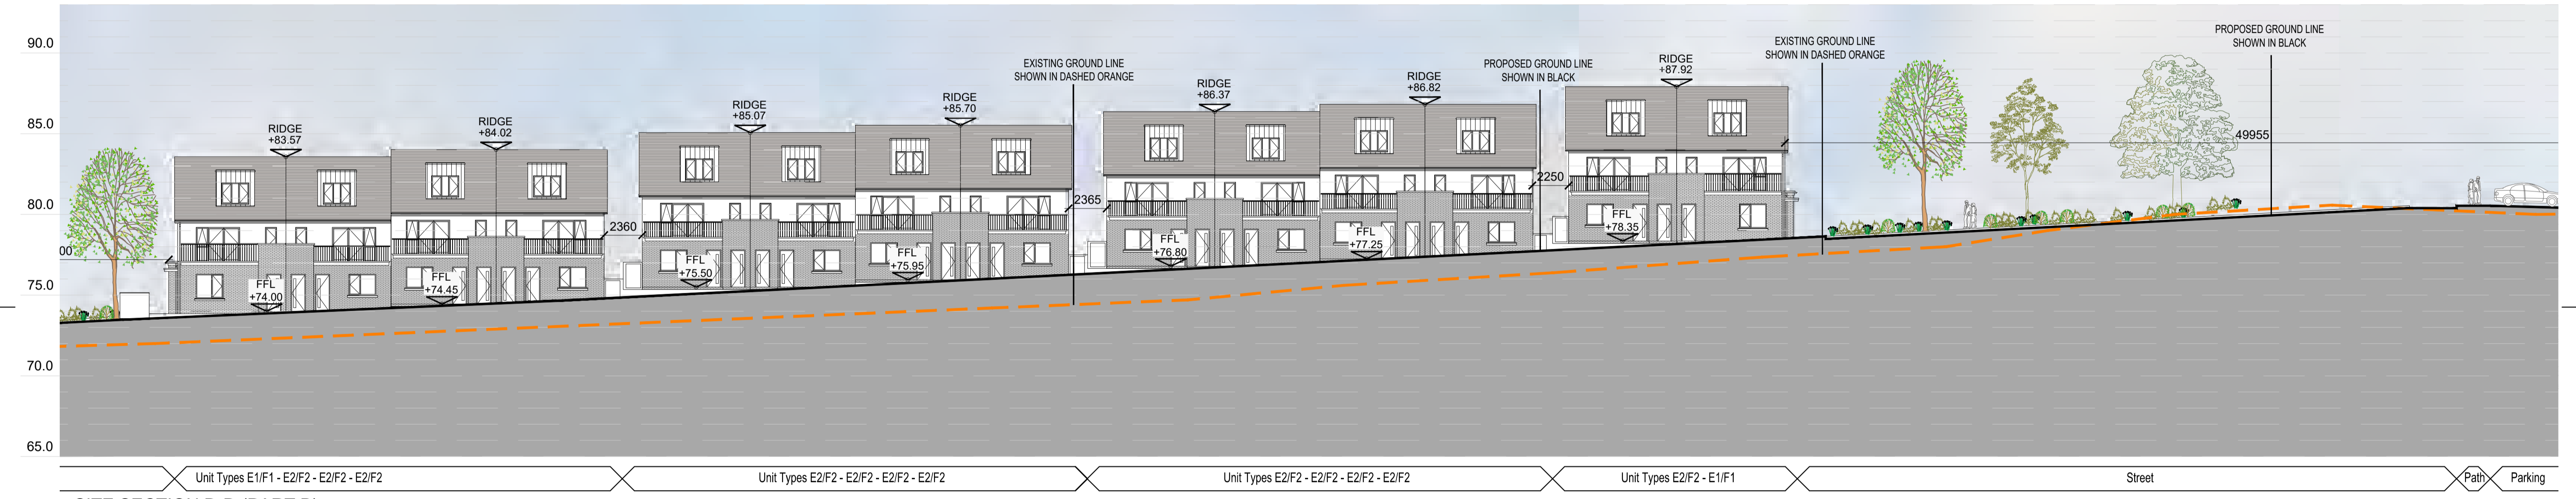 90.0
85.0
80.0
75.0
70.0
65.0
00
RIDGE
+83.57
RIDGE
+84.02
RIDGE
+85.07
RIDGE
+85.70
EXISTING GROUND LINE
SHOWN IN DASHED ORANGE
RIDGE
+86.37
RIDGE
+86.82
PROPOSED GROUND LINE
SHOWN IN BLACK
RIDGE
+87.92
EXISTING GROUND LINE
SHOWN IN DASHED ORANGE
PROPOSED GROUND LINE
SHOWN IN BLACK
49955
2360
2365
2250
FFL
+74.00
FFL
+74.45
FFL
+75.50
FFL
+75.95
FFL
+76.80
FFL
+77.25
FFL
+78.35
Unit Types E1/F1 - E2/F2 - E2/F2 - E2/F2
Unit Types E2/F2 - E2/F2 - E2/F2 - E2/F2
Unit Types E2/F2 - E2/F2 - E2/F2 - E2/F2
Unit Types E2/F2 - E1/F1
Street
Path
Parking